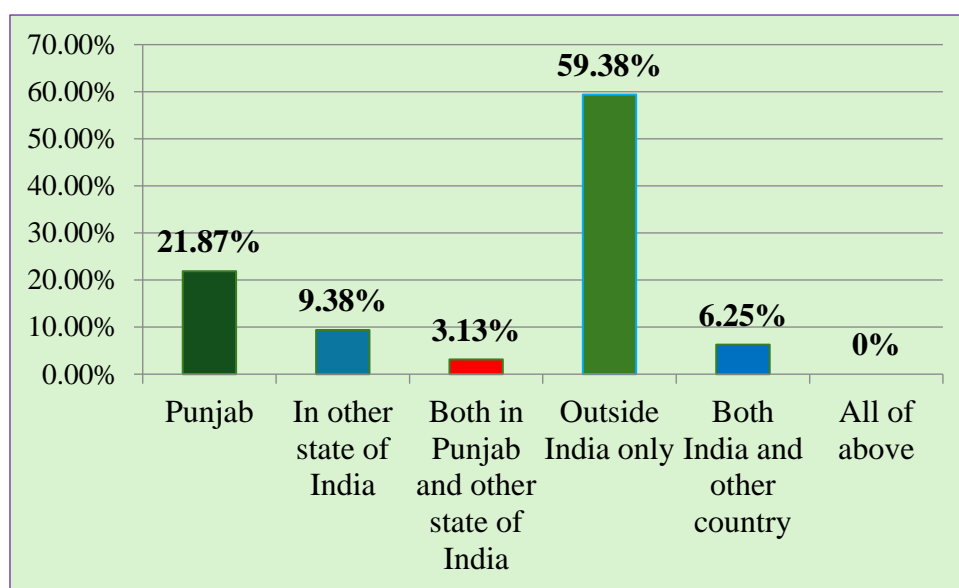 70.00%
60.00%
50.00%
40.00%
30.00%
20.00%
10.00%
0.00%
21.87%
9.38%
3.13%
59.38%
6.25%
0%
Punjab
In other
state of
India
Both in
Punjab
and other
state of
India
Outside
India only
Both
India and
other
country
All of
above